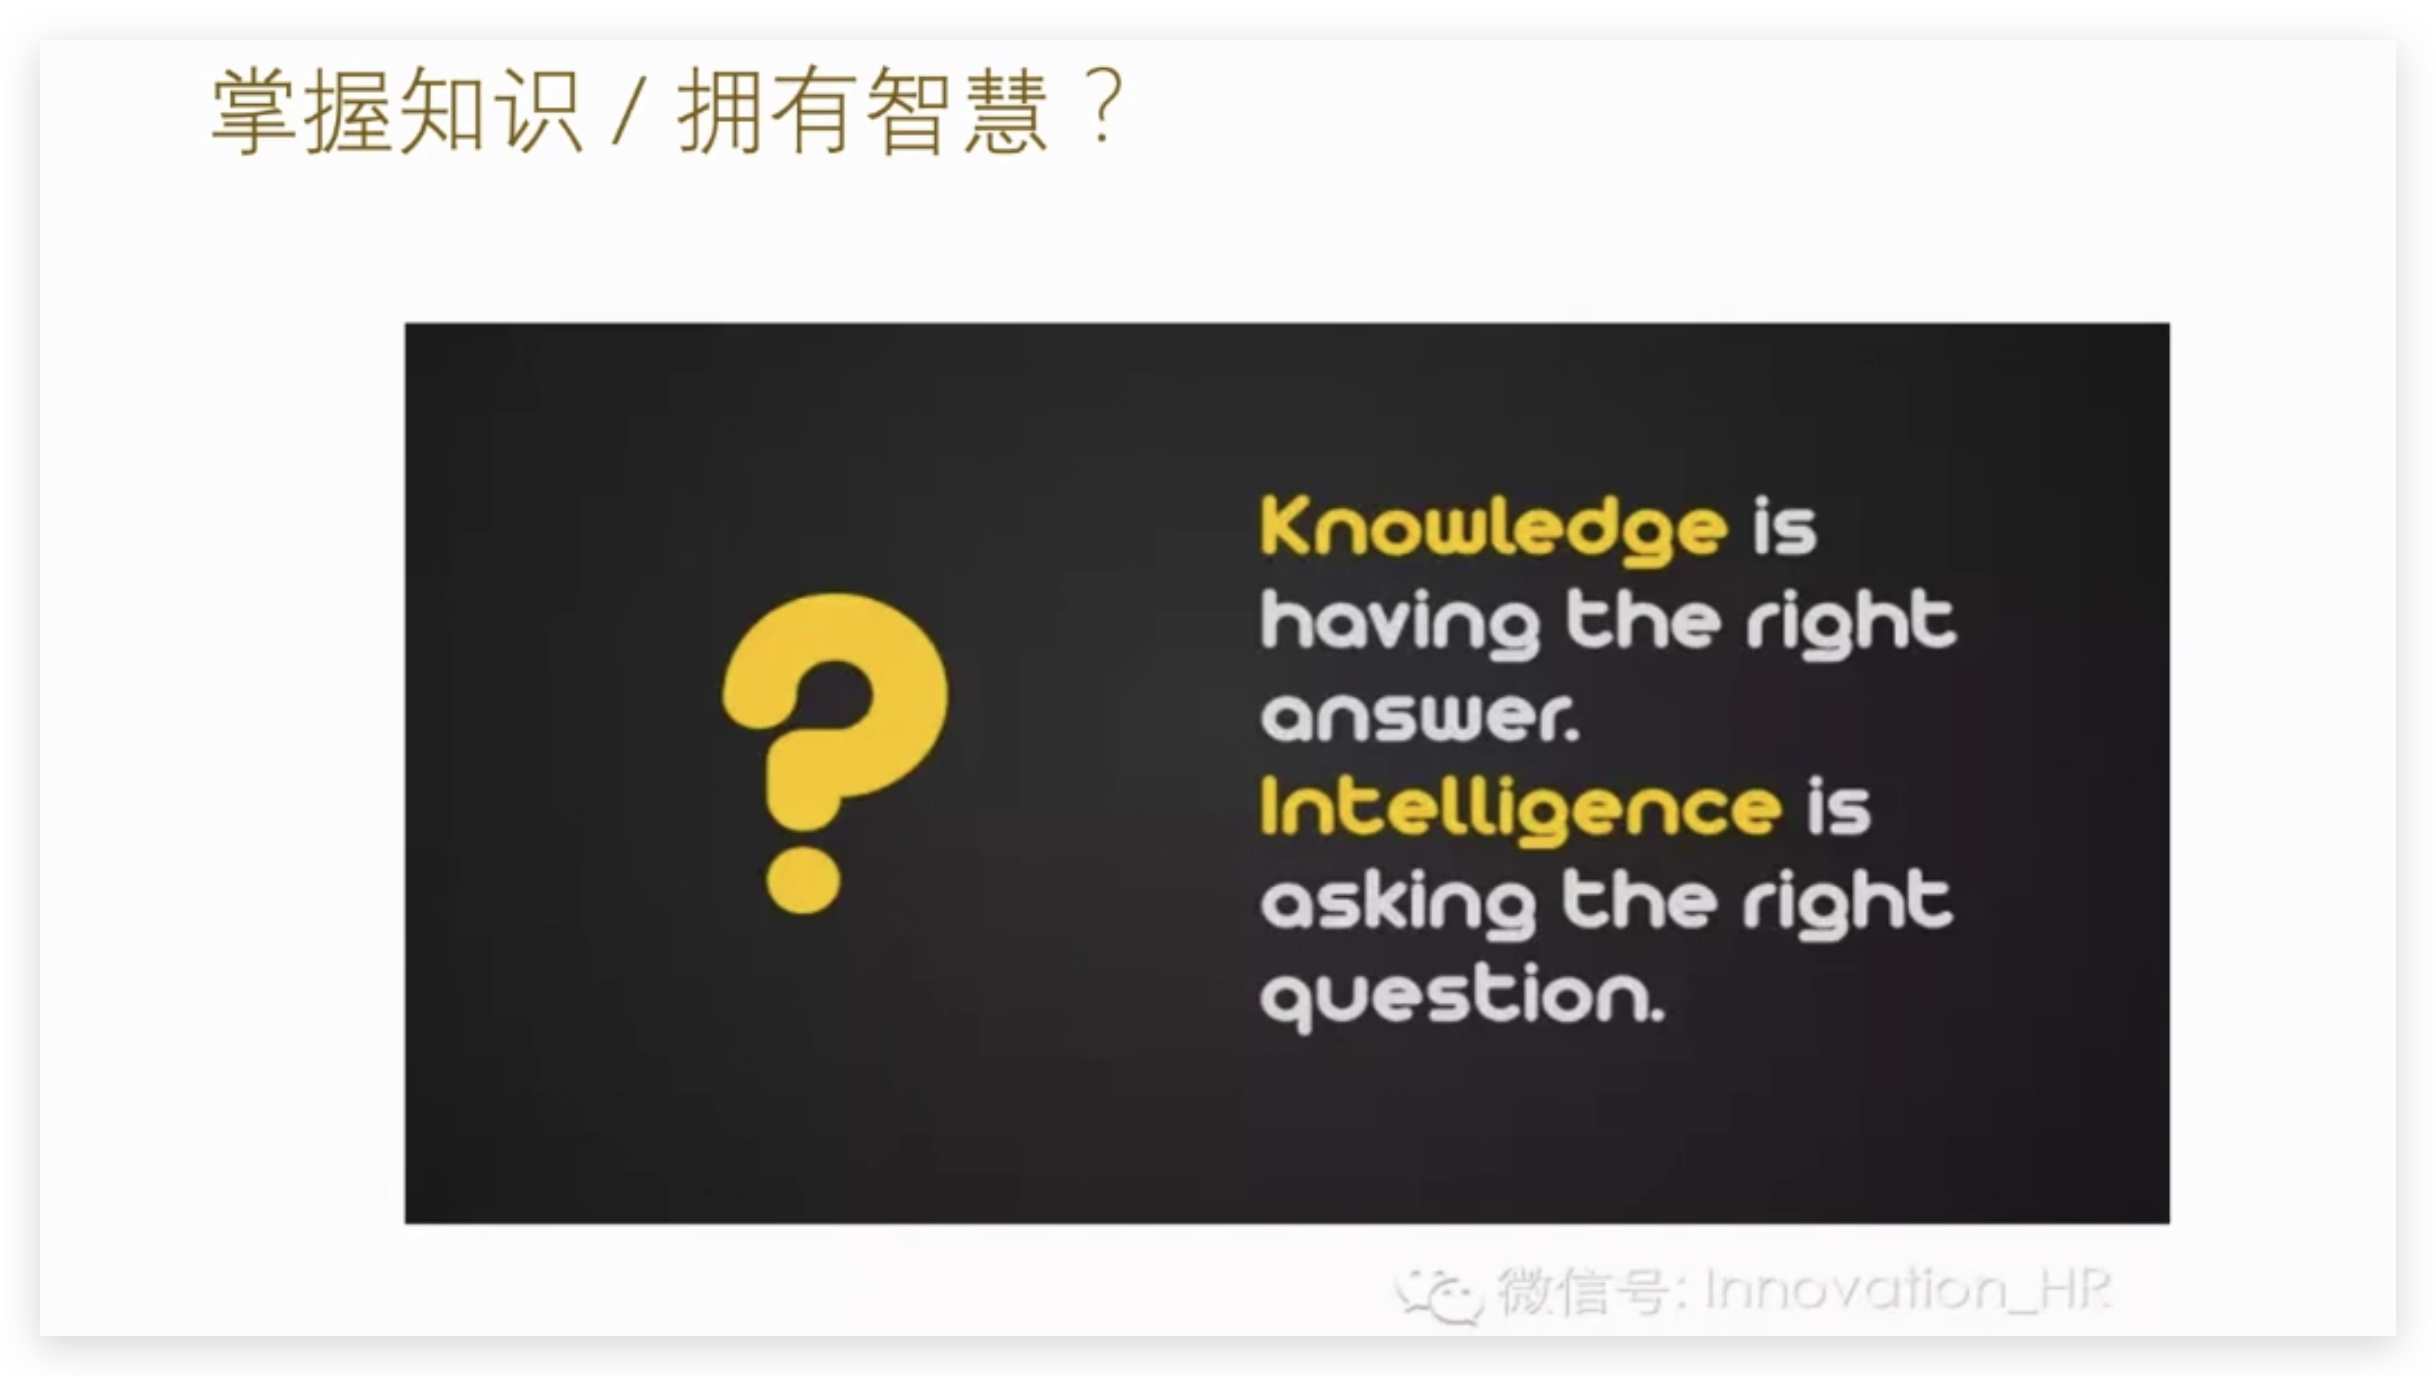 掌握知识 / 拥有智慧？
Knowledge is
having the right
answer.
Intelligence is
asking the right
question.
微信号: Innovation_HR